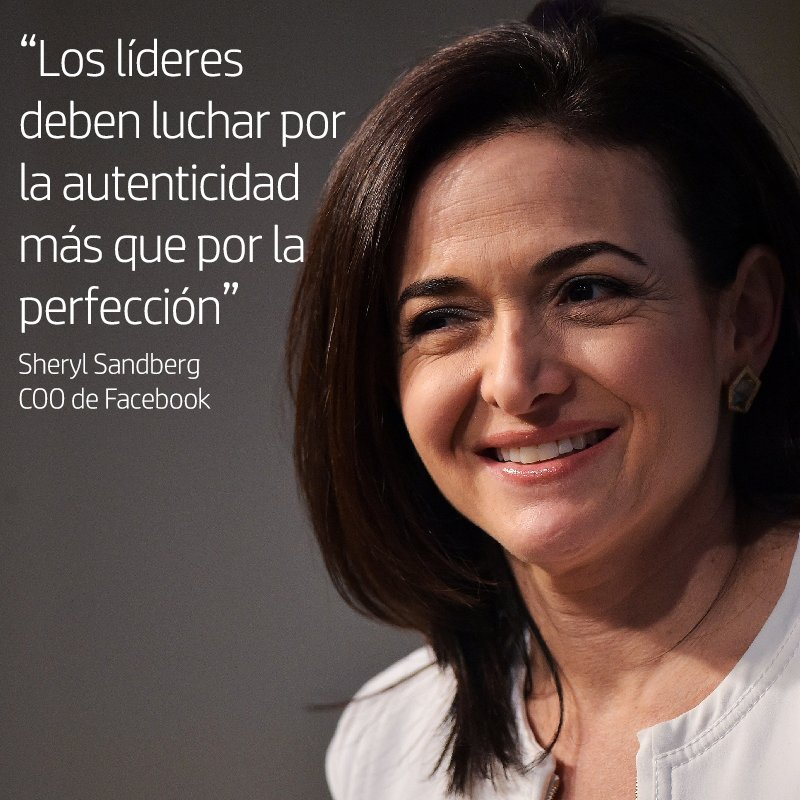 “Los líderes
deben luchar por
la autenticidad
más que por la
perfección”
Sheryl Sandberg
COO de Facebook